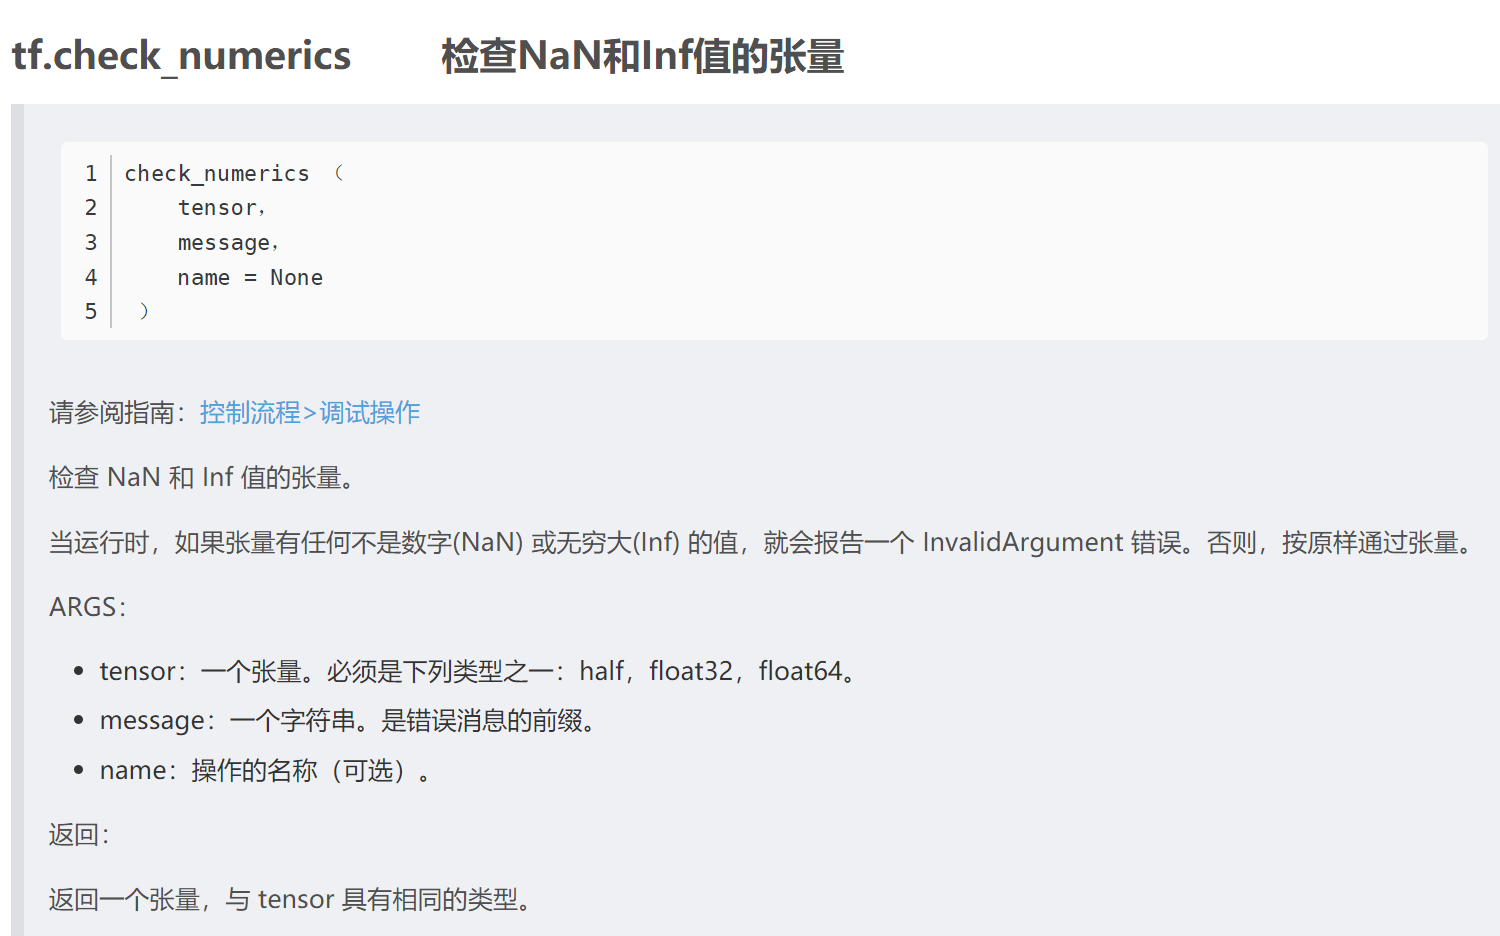 tf.check_numerics 检查NaN和Inf值的张量
1 check_numerics （
2 tensor，
3 message，
4 name = None
5 ）
请参阅指南：控制流程>调试操作
检查 NaN 和 Inf 值的张量。
当运行时，如果张量有任何不是数字(NaN) 或无穷大(Inf) 的值，就会报告一个 InvalidArgument 错误。否则，按原样通过张量。
ARGS：
• tensor：一个张量。必须是下列类型之一：half，float32，float64。
• message：一个字符串。是错误消息的前缀。
• name：操作的名称（可选）。
返回：
返回一个张量，与 tensor 具有相同的类型。